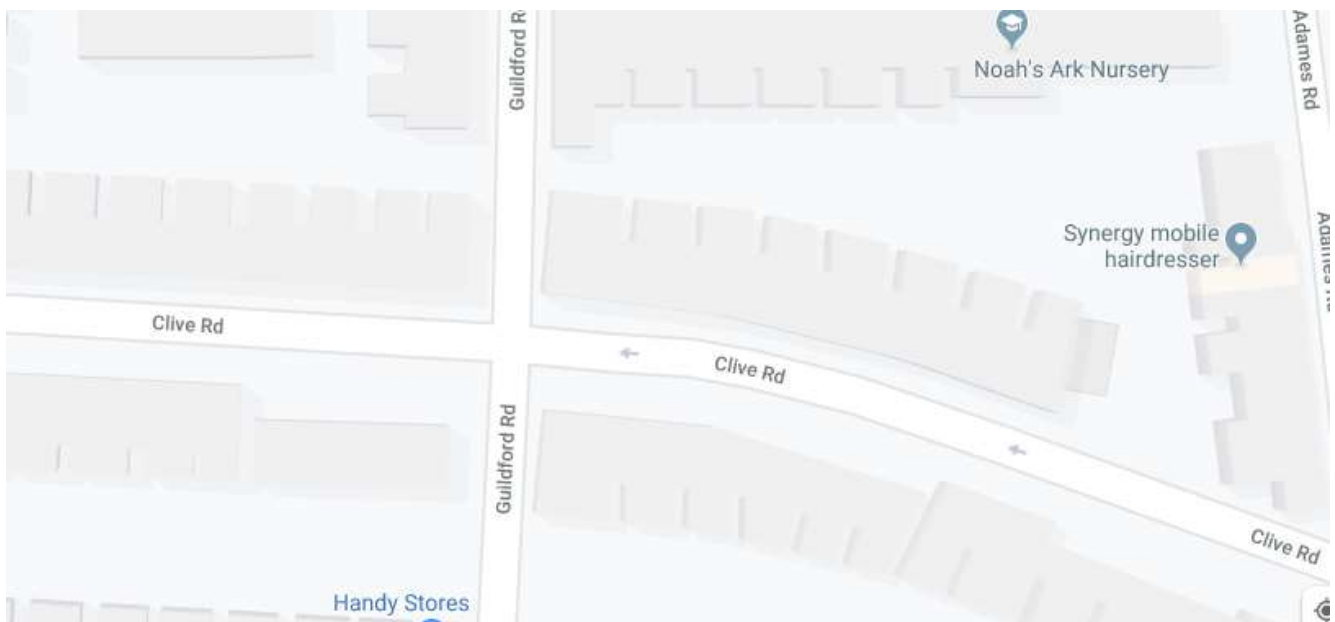 Guildford R
Noah's Ark Nursery
Adames Rd
Synergy mobile
hairdresser
Adames Rd
Clive Rd
Clive Rd
Guildford Rd
Clive Rd
Handy Stores